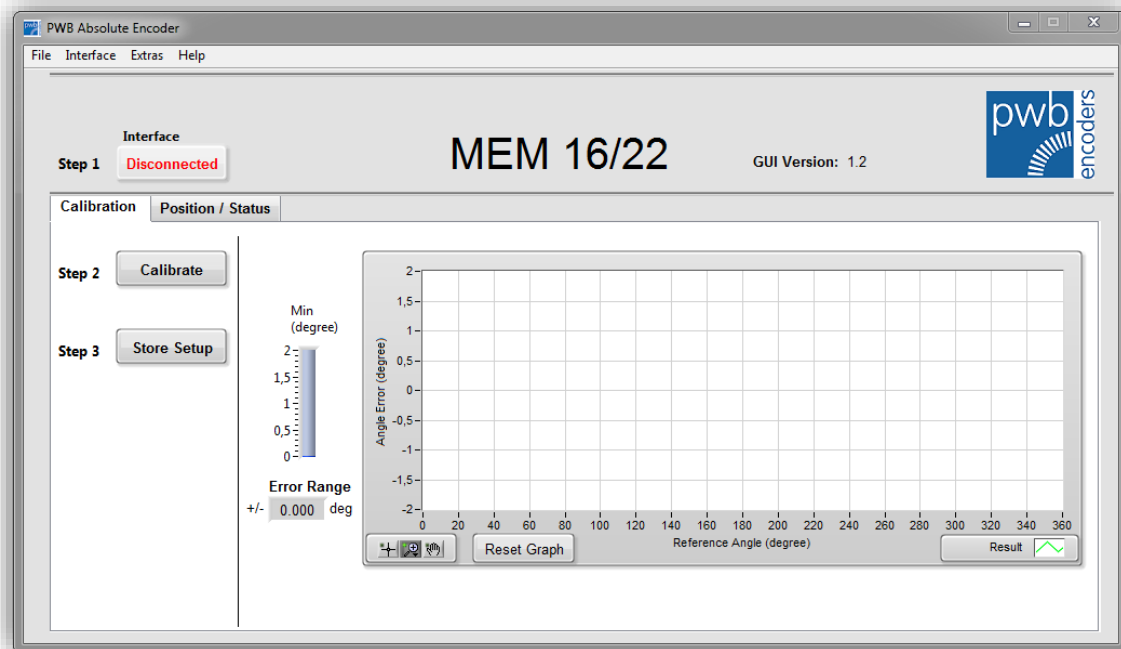 PWB Absolute Encoder
File Interface Extras Help
Interface
Step 1 Disconnected
MEM 16/22
GUI Version: 1.2
pwb
encoders
Calibration Position / Status
Step 2 Calibrate
Step 3 Store Setup
Min
(degree)
2
1,5
1
0,5
0
Error Range
+/- 0.000 deg
Angle Error (degree)
2
1,5
1
0,5
0
-0,5
-1
-1,5
-2
0 20 40 60 80 100 120 140 160 180 200 220 240 260 280 300 320 340 360
Reference Angle (degree)
Reset Graph
Result